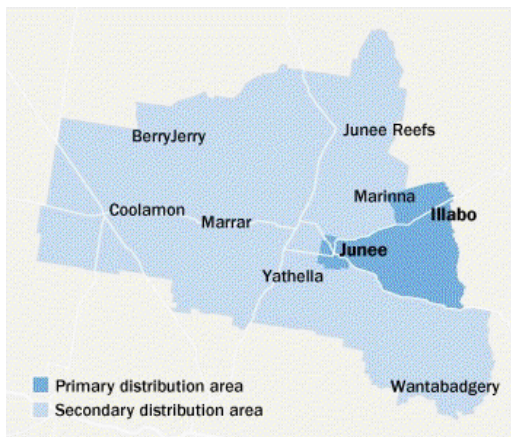 BerryJerry
Junee Reefs
Marinna
Illabo
Coolamon
Marrar
Junee
Yathella
Wantabadgery
Primary distribution area
Secondary distribution area